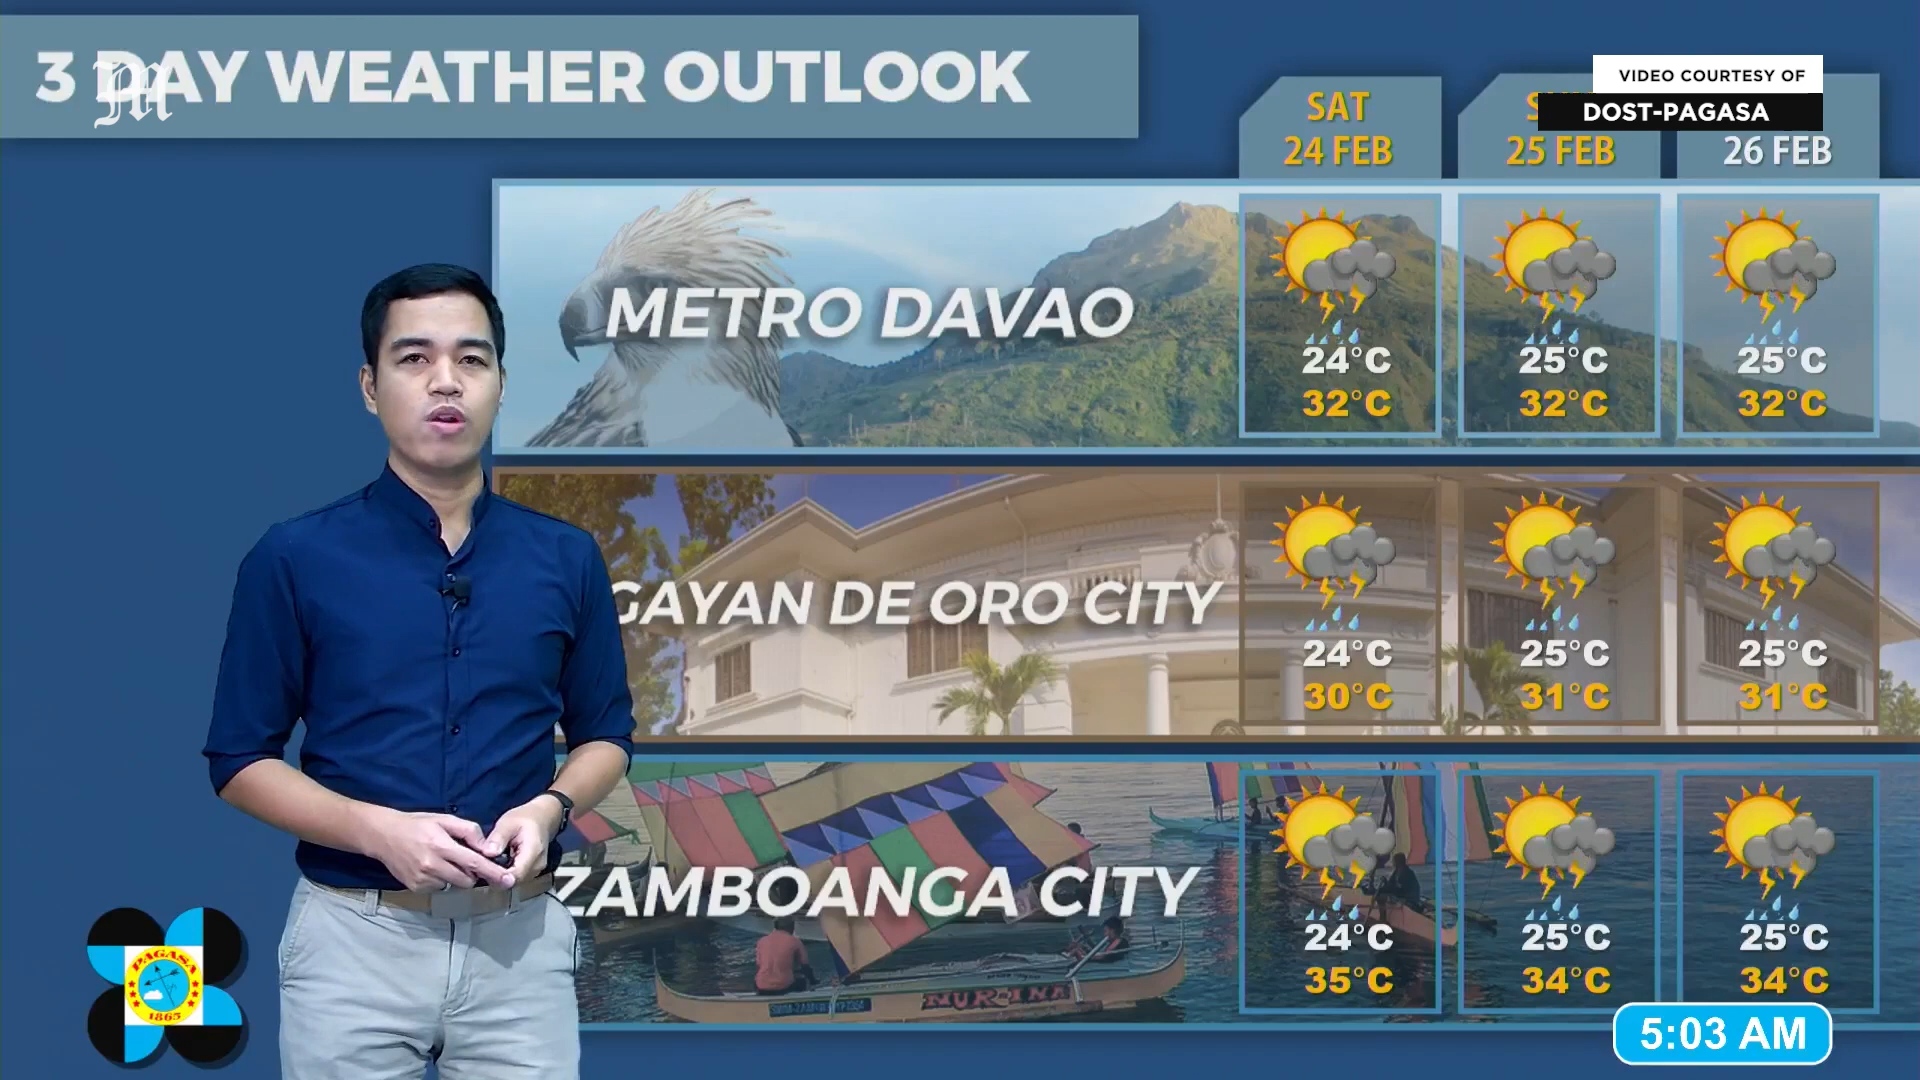 3 DAY WEATHER OUTLOOK
VIDEO COURTESY OF
DOST-PAGASA
SAT
24 FEB
25 FEB
26 FEB
METRO DAVAO
24°C
32°C
25°C
32°C
25°C
32°C
GAYAN DE ORO CITY
24°C
30°C
25°C
31°C
25°C
31°C
ZAMBOANGA CITY
24°C
35°C
25°C
34°C
25°C
34°C
PAGASA
1865
5:03 AM